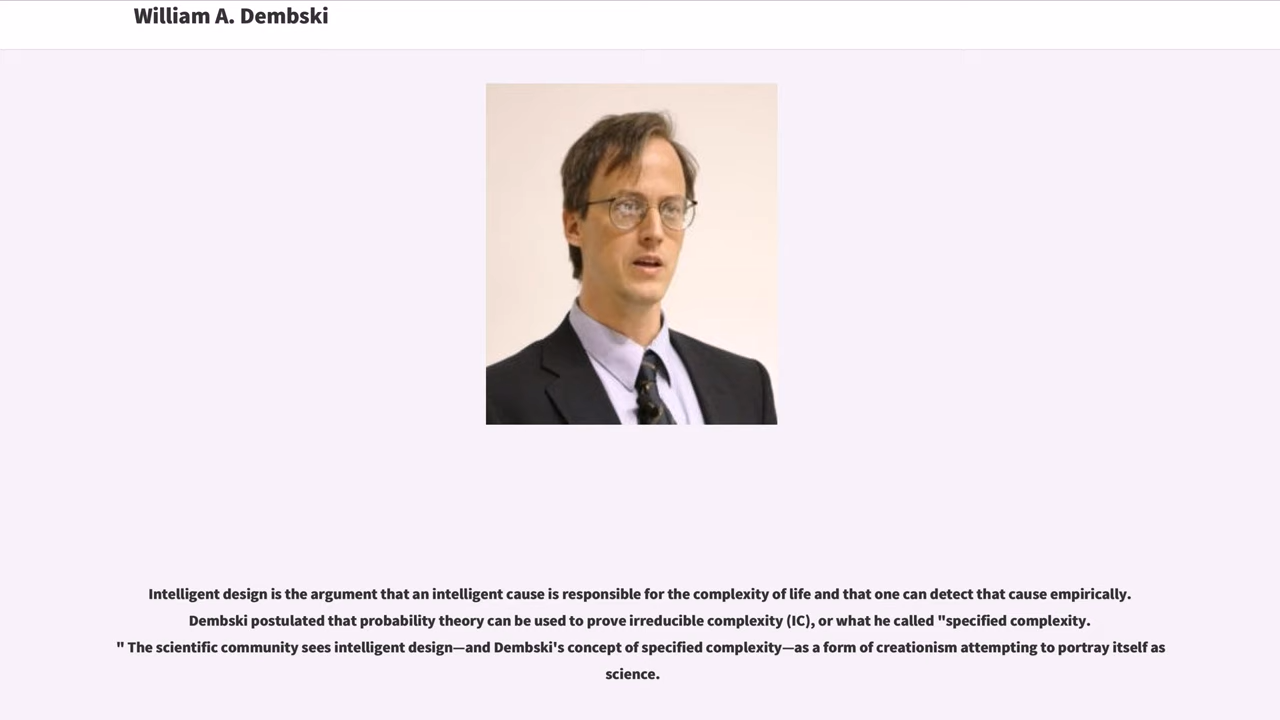 William A. Dembski
Intelligent design is the argument that an intelligent cause is responsible for the complexity of life and that one can detect that cause empirically.
Dembski postulated that probability theory can be used to prove irreducible complexity (IC), or what he called "specified complexity.
" The scientific community sees intelligent design—and Dembski's concept of specified complexity—as a form of creationism attempting to portray itself as
science.